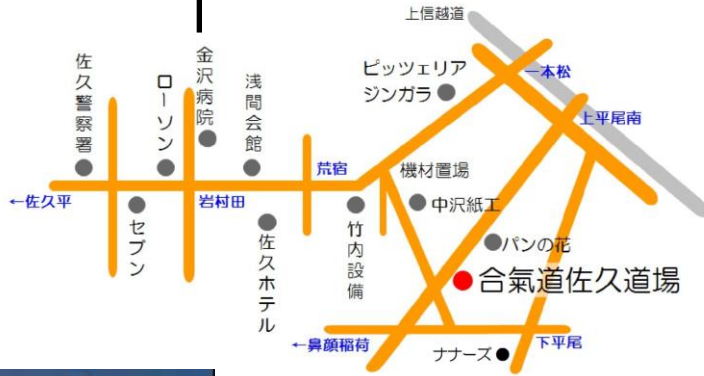 上信越道
ピッツェリア
ジンガラ
一本松
上平尾南
佐久警察署
ローソン
金沢病院
浅間会館
荒宿
機材置場
←佐久平
セブン
岩村田
佐久ホテル
竹内設備
中沢紙工
パンの花
合氣道佐久道場
←鼻顔稲荷
下平尾
ナナーズ